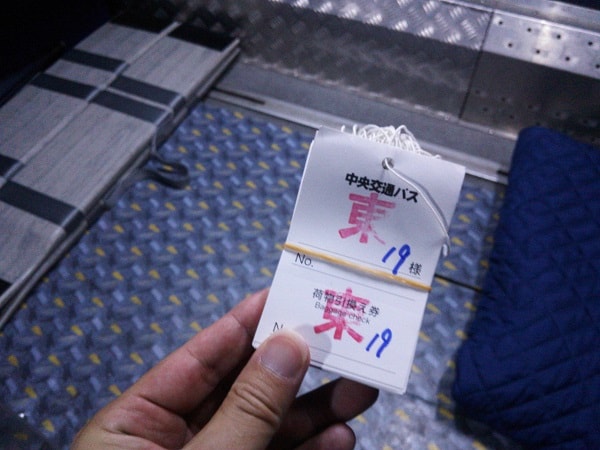 中央交通バス
東
No. 19 様
荷物引換え券
Baggage check
東
N 19